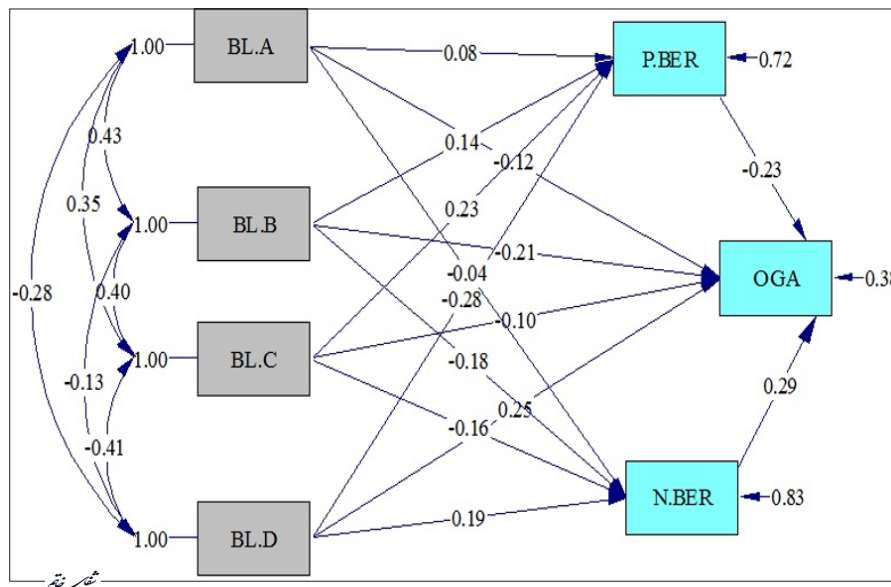 1.00 BL.A 0.08 P.BER 0.72
0.43 0.14 -0.12 -0.23
0.35 0.23
1.00 BL.B -0.21
-0.04 OGA 0.38
-0.28 0.40 -0.28
-0.10
1.00 BL.C -0.18
-0.13 0.29
0.25
-0.41 -0.16
N.BER 0.83
1.00 BL.D 0.19